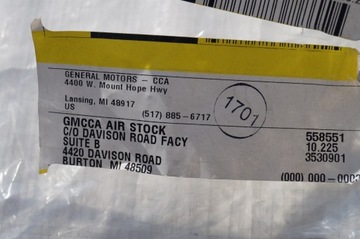 GENERAL MOTORS - CCA
4400 W. Mount Hope Hwy
Lansing, MI 48917
US
(517) 885-6717
1701
GMCCA AIR STOCK
C/O DAVISON ROAD FACY
SUITE B
4420 DAVISON ROAD
BURTON, MI 48509
558551
10.225
3530901
(000) 000-000